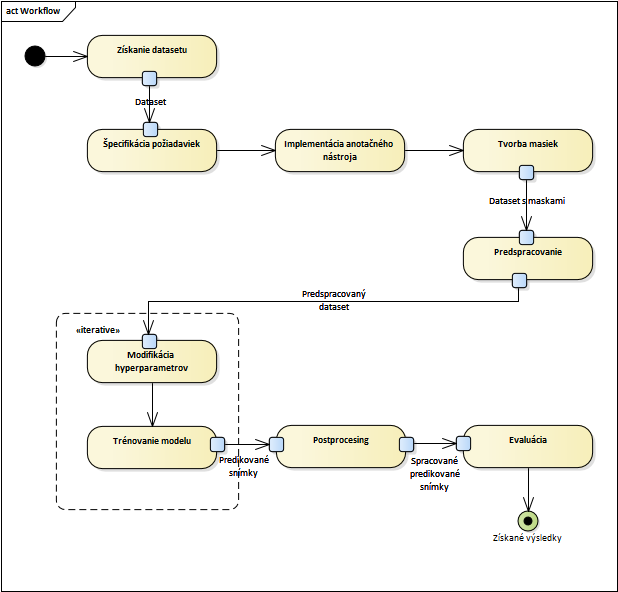 act Workflow
Získanie datasetu
Dataset
Špecifikácia požiadaviek
Implementácia anotačného
nástroja
Tvorba masiek
Dataset s maskami
Predspracovanie
Predspracovaný
dataset
«iterative»
Modifikácia
hyperparametrov
Trénovanie modelu
Predikované
snímky
Postprocesing
Spracované
predikované
snímky
Evaluácia
Získané výsledky